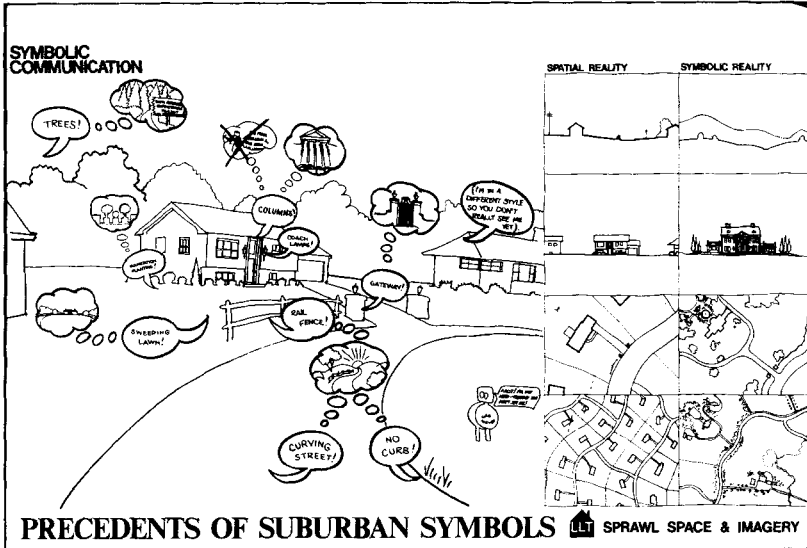 SYMBOLIC
COMMUNICATION
SPATIAL REALITY
SYMBOLIC REALITY
TREES!
COLUMNS!
COACH
LAMPS!
(I'M IN A
DIFFERENT STYLE
SO YOU DON'T
REALLY SEE ME
YET)
GATEWAY!
RAIL
FENCE!
SWEEPING
LAWN!
CURVING
STREET!
NO
CURB!
PRECEDENTS OF SUBURBAN SYMBOLS
LLT
SPRAWL SPACE & IMAGERY